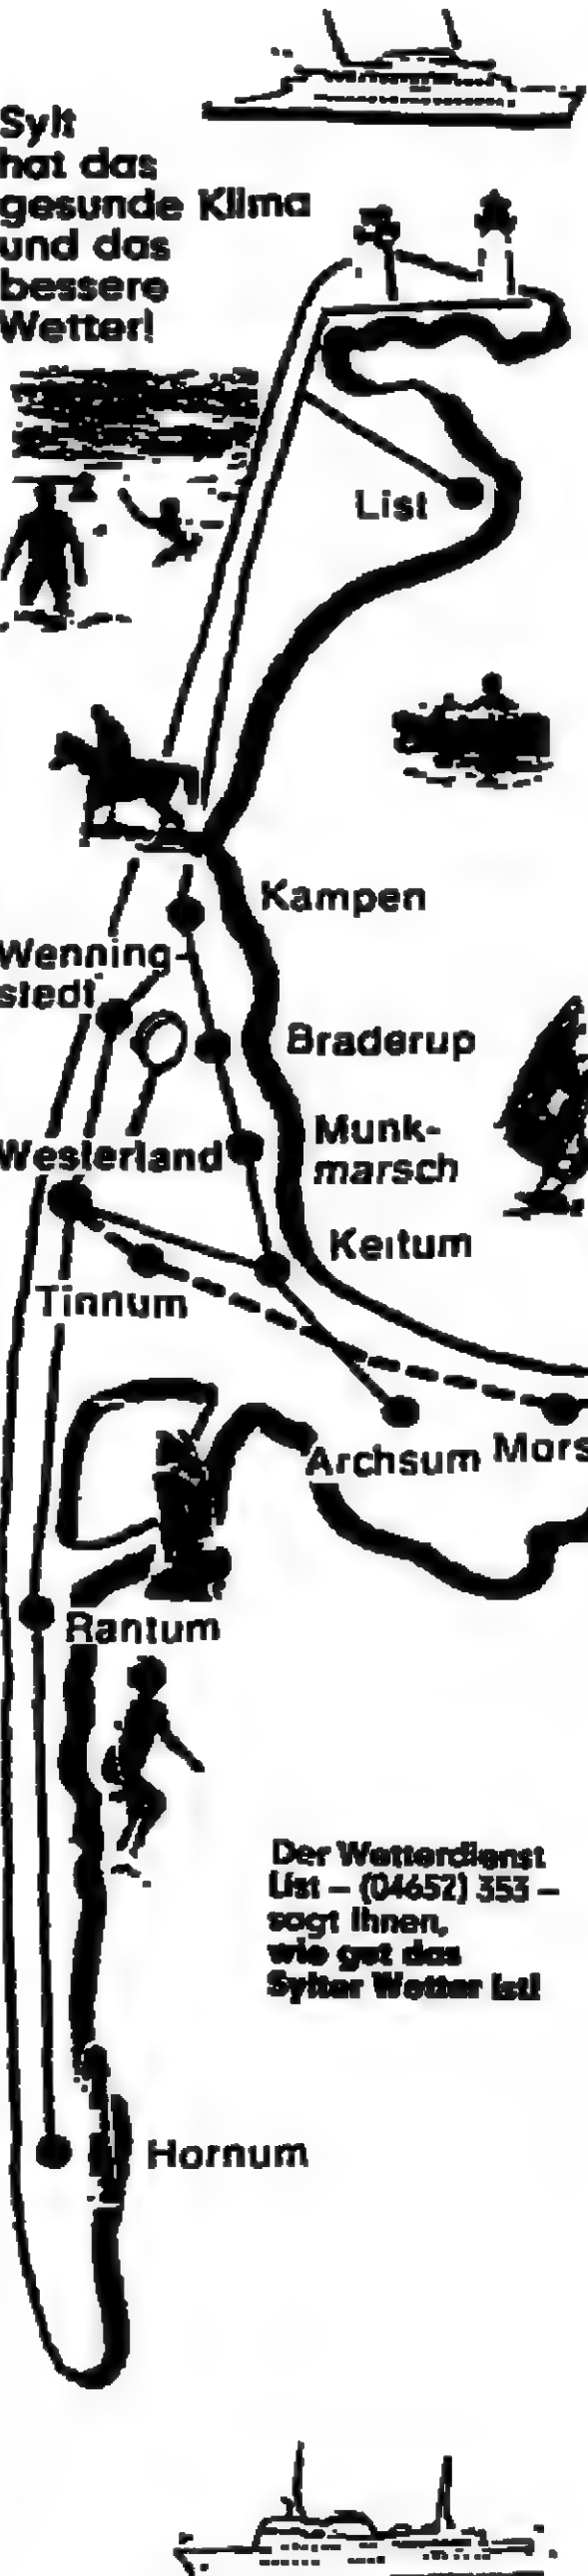 Sylt
hat das
gesunde Klima
und das
bessere
Wetter!
List
Kampen
Wenning-
stedt
Braderup
Munk-
marsch
Westerland
Keitum
Tinnum
Archsum
Mors
Rantum
Der Wetterdienst
List – (04652) 353 –
sagt Ihnen,
wie gut das
Sylter Wetter ist!
Hornum